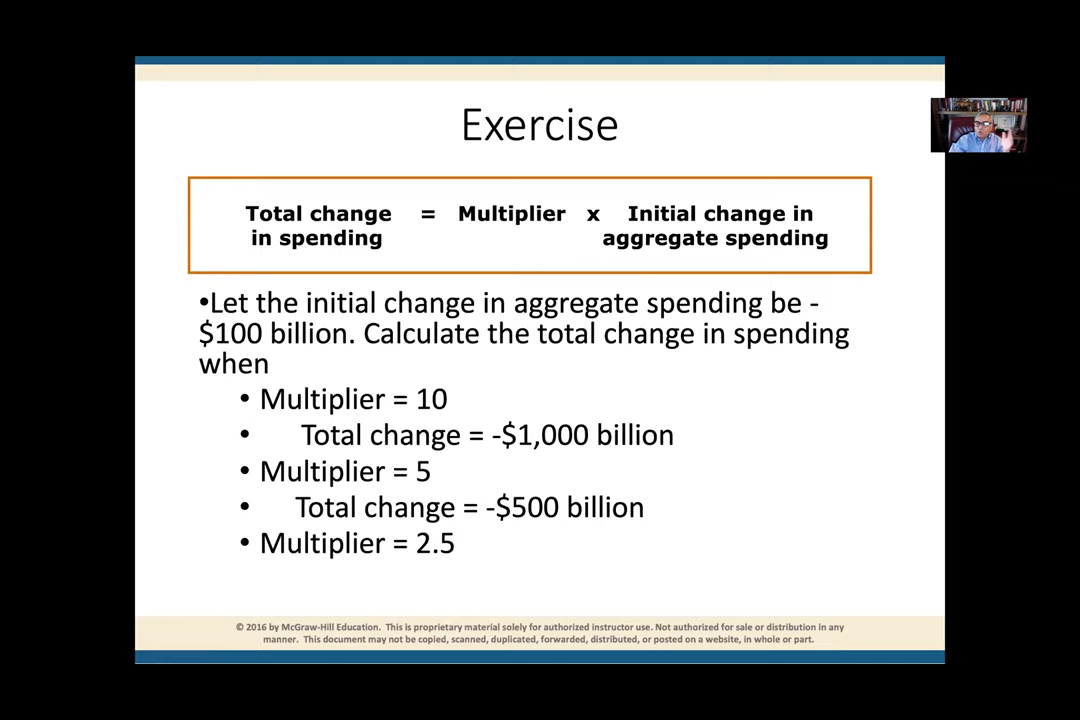 Exercise
Total change = Multiplier x Initial change in
in spending aggregate spending
•Let the initial change in aggregate spending be -
$100 billion. Calculate the total change in spending
when
• Multiplier = 10
• Total change = -$1,000 billion
• Multiplier = 5
• Total change = -$500 billion
• Multiplier = 2.5
© 2016 by McGraw-Hill Education. This is proprietary material solely for authorized instructor use. Not authorized for sale or distribution in any
manner. This document may not be copied, scanned, duplicated, forwarded, distributed, or posted on a website, in whole or part.